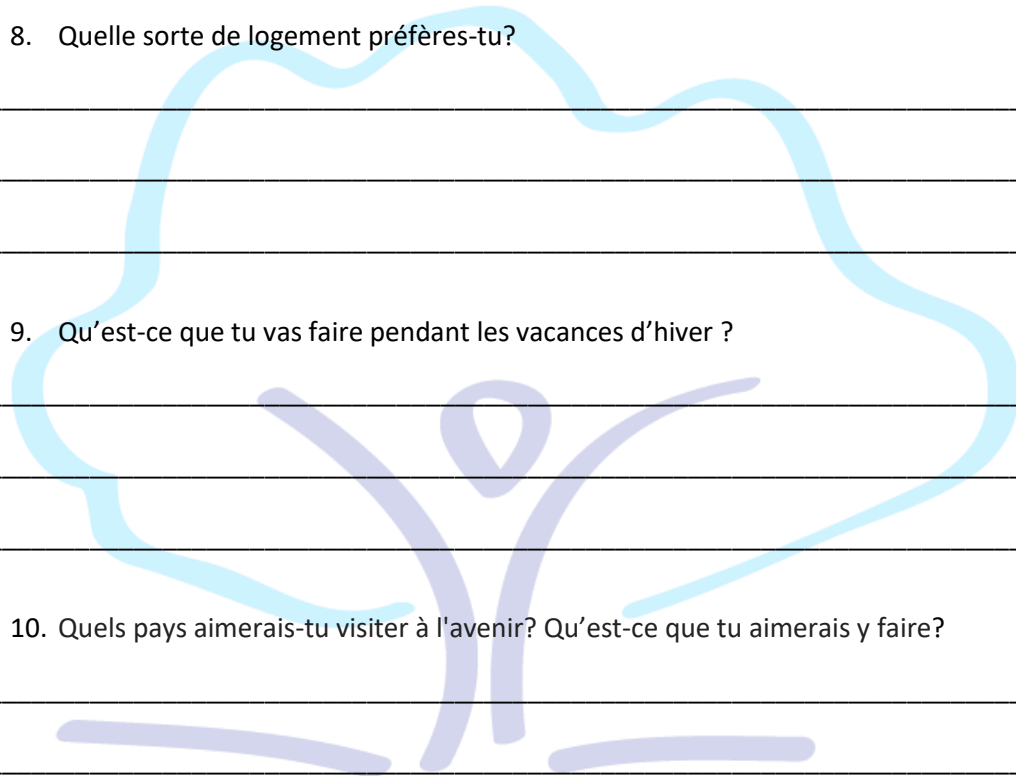 8. Quelle sorte de logement préfères-tu?
9. Qu’est-ce que tu vas faire pendant les vacances d’hiver ?
10. Quels pays aimerais-tu visiter à l'avenir? Qu’est-ce que tu aimerais y faire?